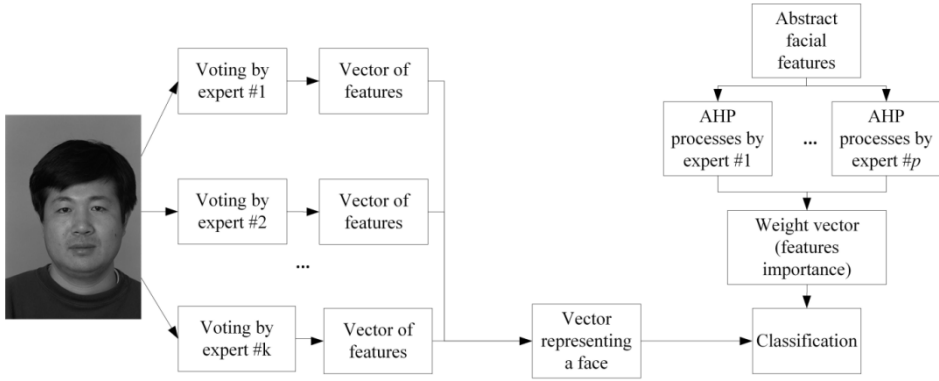 Voting by
expert #1
Vector of
features
Voting by
expert #2
Vector of
features
...
Voting by
expert #k
Vector of
features
Vector
representing
a face
Abstract
facial
features
AHP
processes by
expert #1
...
AHP
processes by
expert #p
Weight vector
(features
importance)
Classification